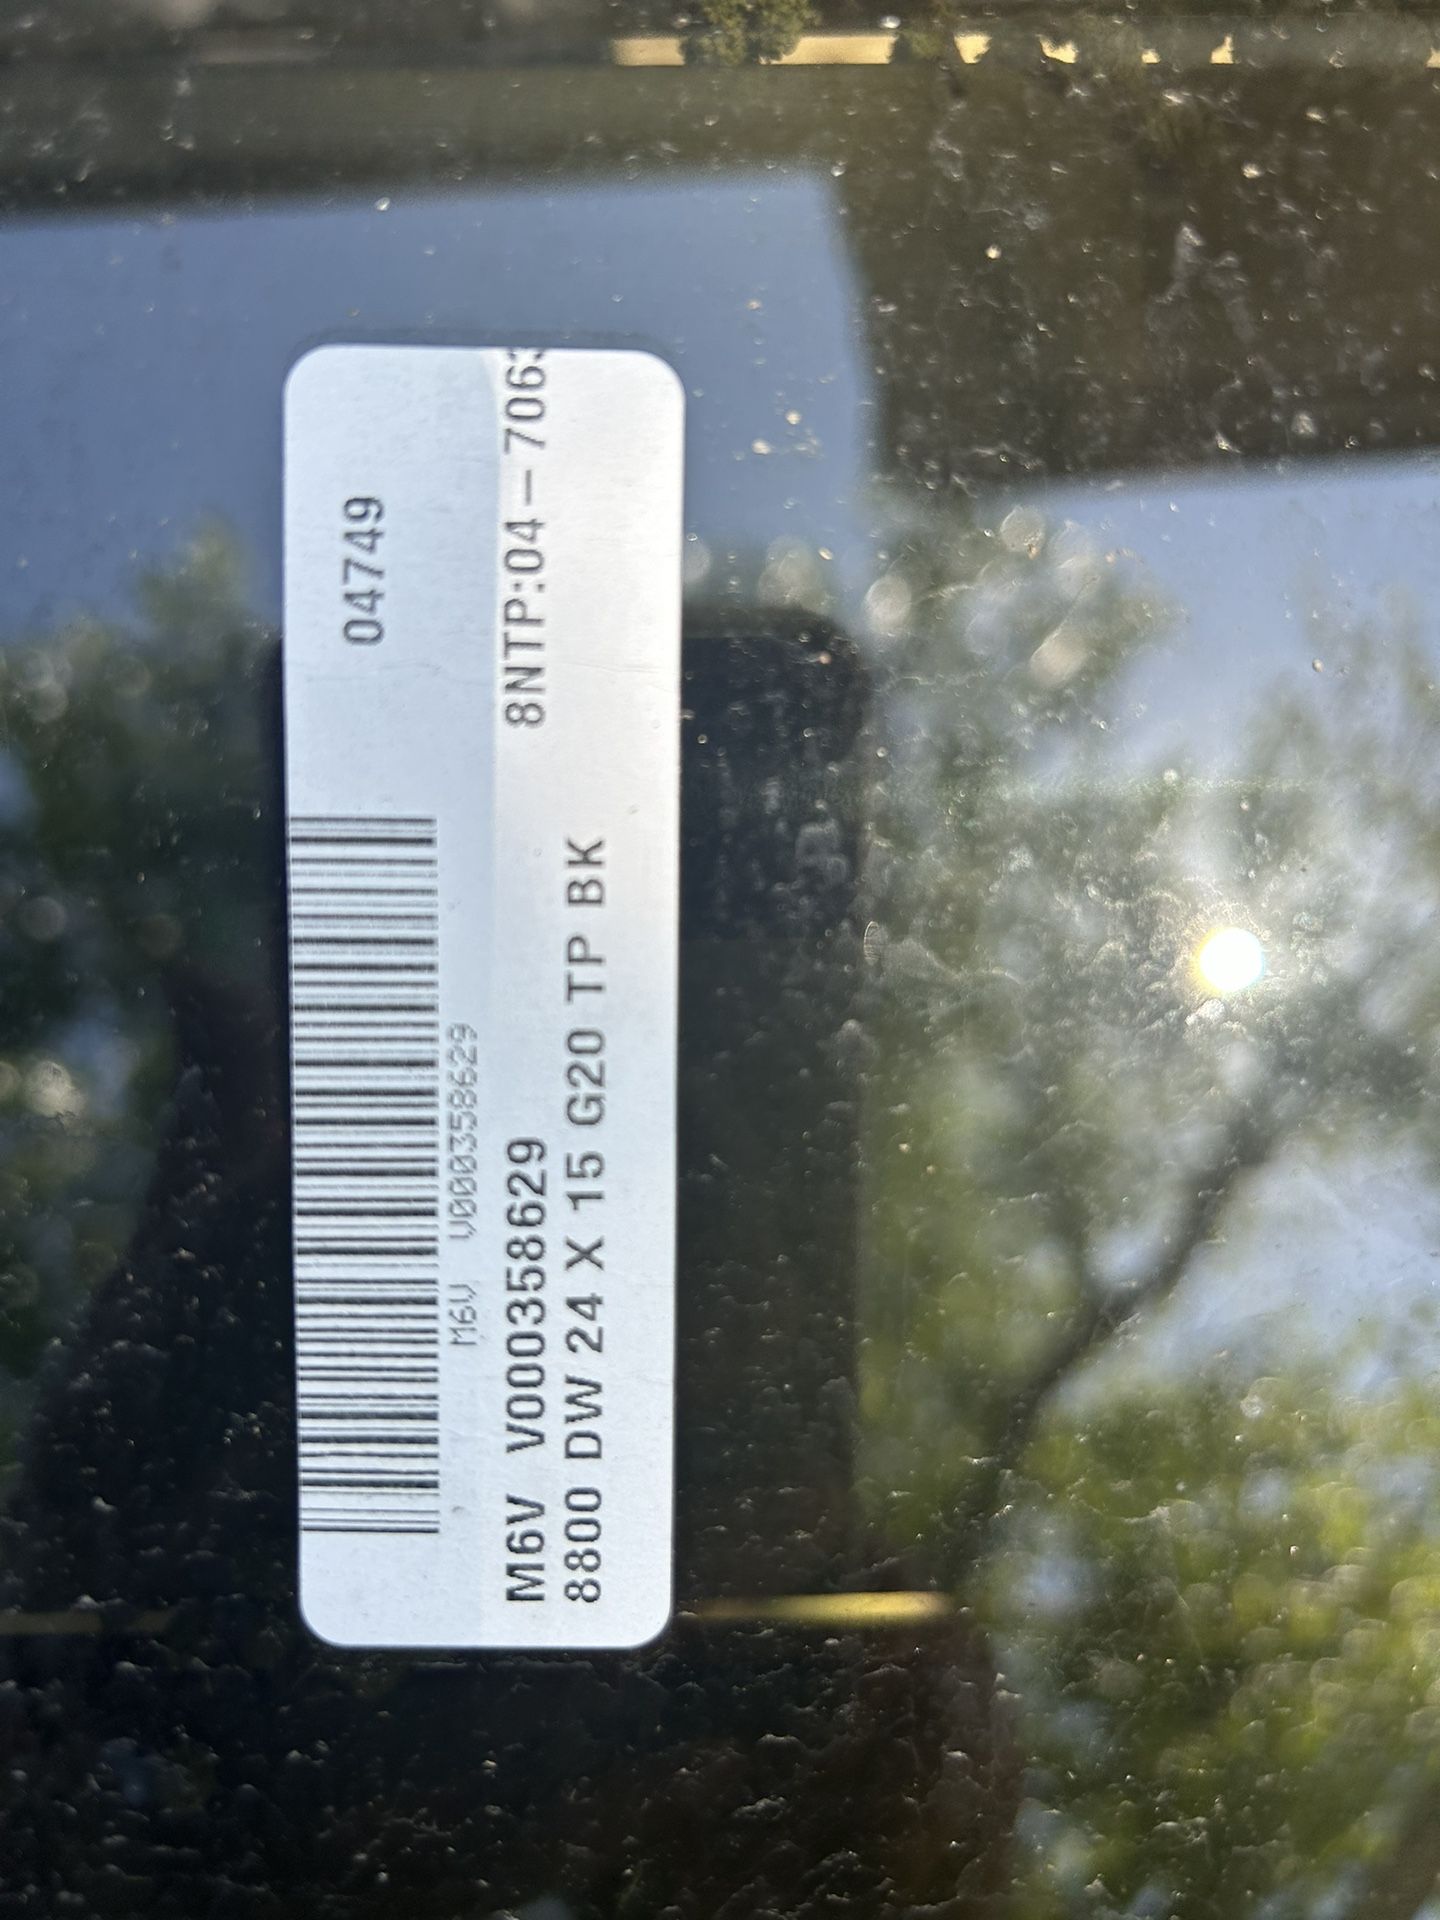 04749
M6V V000358629
M6V V000358629 8NTP:04-706
8800 DW 24 X 15 G20 TP BK